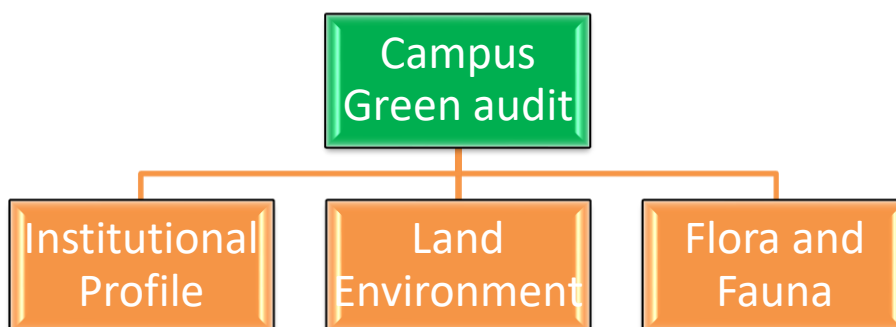 Campus
Green audit
Institutional
Profile
Land
Environment
Flora and
Fauna